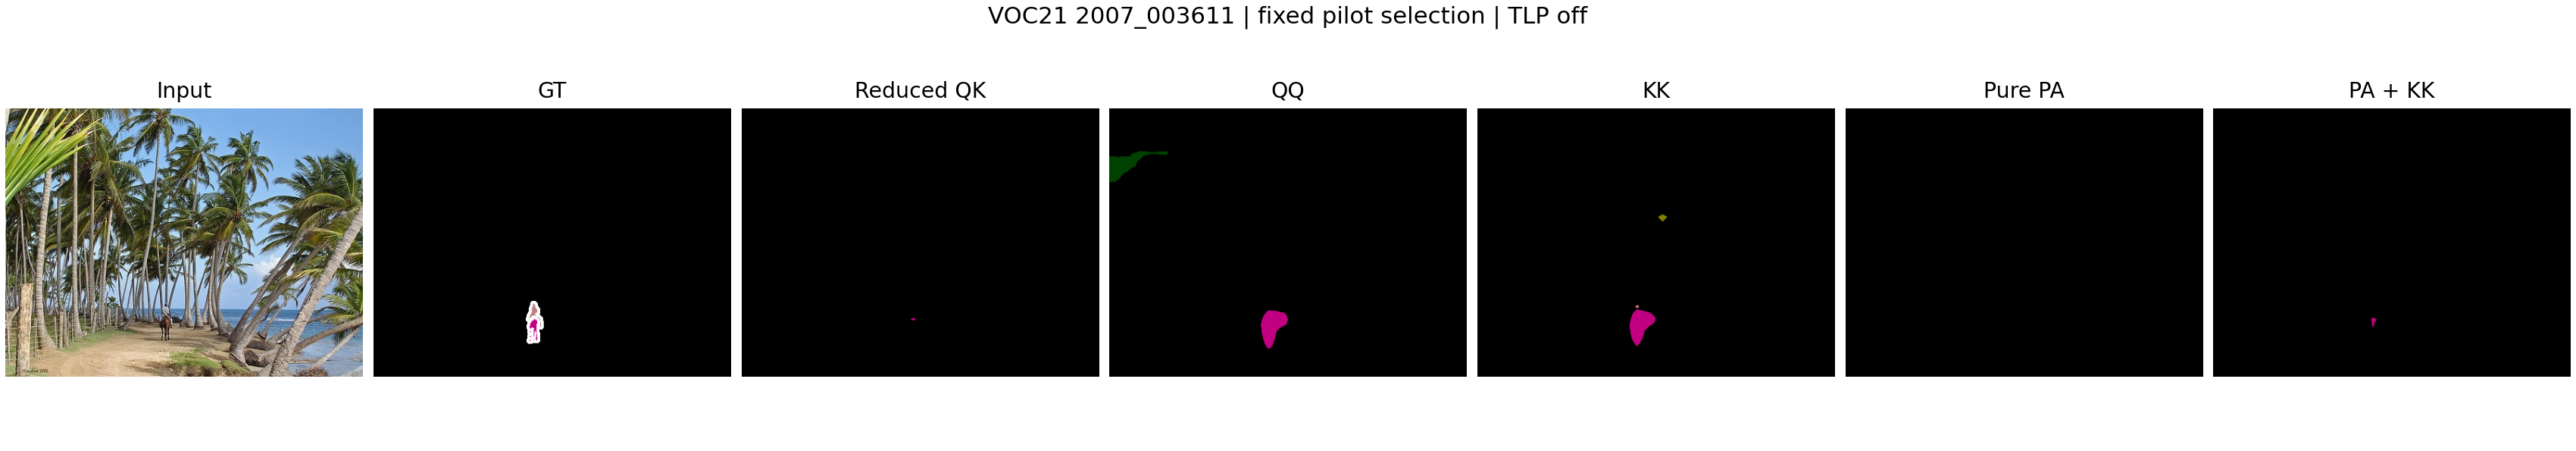 VOC21 2007_003611 | fixed pilot selection | TLP off
Input
GT
Reduced QK
QQ
KK
Pure PA
PA + KK